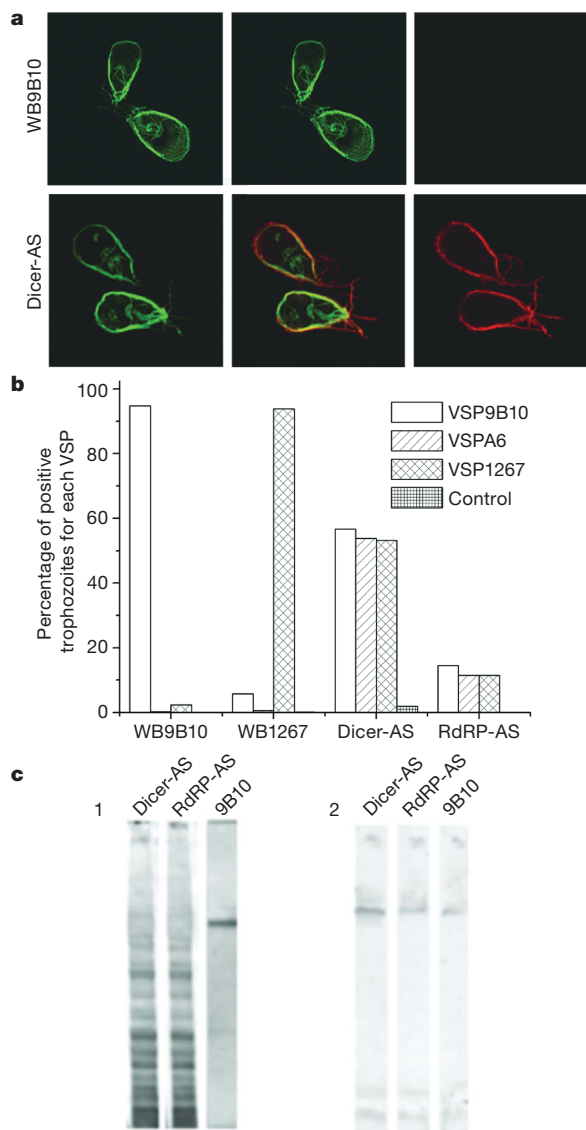 a
WB9B10
Dicer-AS
b
Percentage of positive
trophozoites for each VSP
100
80
60
40
20
0
VSP9B10
VSPA6
VSP1267
Control
WB9B10
WB1267
Dicer-AS
RdRP-AS
c
1
Dicer-AS
RdRP-AS
9B10
2
Dicer-AS
RdRP-AS
9B10